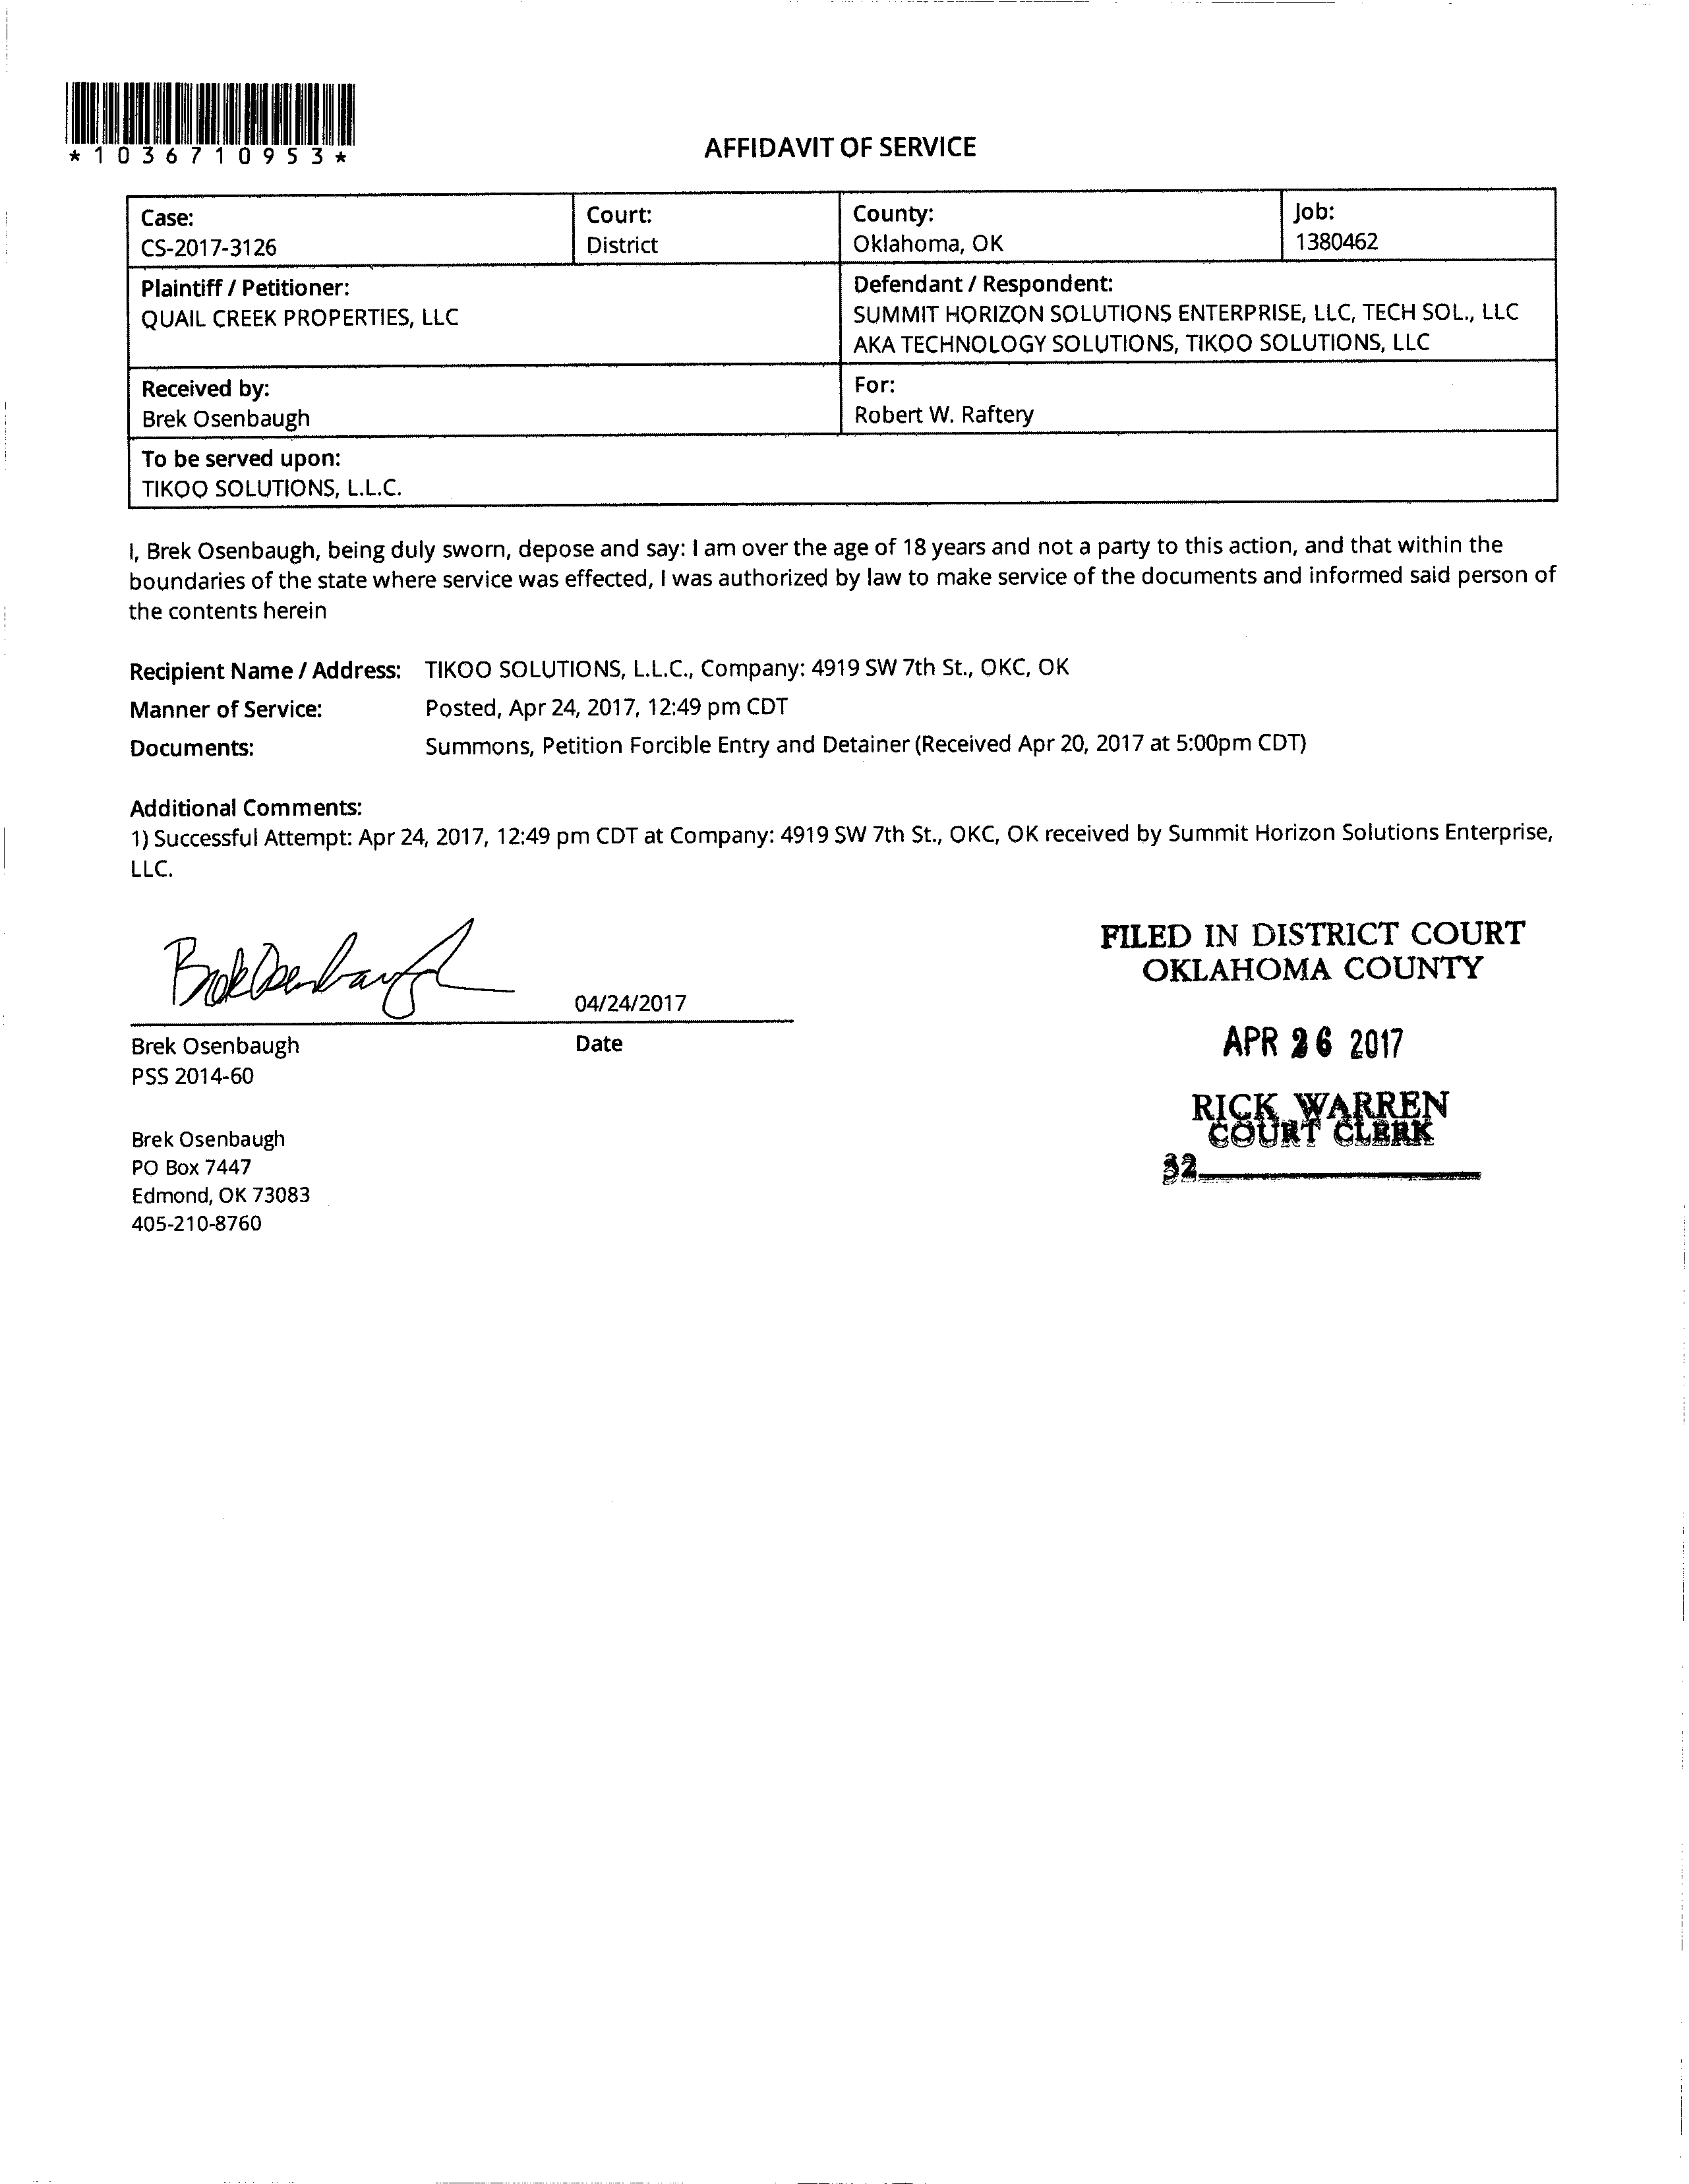 *1036710953*
AFFIDAVIT OF SERVICE
Case:
CS-2017-3126
Court:
District
County:
Oklahoma, OK
Job:
1380462
Plaintiff / Petitioner:
QUAIL CREEK PROPERTIES, LLC
Defendant / Respondent:
SUMMIT HORIZON SOLUTIONS ENTERPRISE, LLC, TECH SOL., LLC
AKA TECHNOLOGY SOLUTIONS, TIKOO SOLUTIONS, LLC
Received by:
Brek Osenbaugh
For:
Robert W. Raftery
To be served upon:
TIKOO SOLUTIONS, L.L.C.
I, Brek Osenbaugh, being duly sworn, depose and say: I am over the age of 18 years and not a party to this action, and that within the
boundaries of the state where service was effected, I was authorized by law to make service of the documents and informed said person of
the contents herein
Recipient Name / Address: TIKOO SOLUTIONS, L.L.C., Company: 4919 SW 7th St., OKC, OK
Manner of Service: Posted, Apr 24, 2017, 12:49 pm CDT
Documents: Summons, Petition Forcible Entry and Detainer (Received Apr 20, 2017 at 5:00pm CDT)
Additional Comments:
1) Successful Attempt: Apr 24, 2017, 12:49 pm CDT at Company: 4919 SW 7th St., OKC, OK received by Summit Horizon Solutions Enterprise,
LLC.
Brek Osenbaugh
04/24/2017
Brek Osenbaugh
Date
PSS 2014-60
Brek Osenbaugh
PO Box 7447
Edmond, OK 73083
405-210-8760
FILED IN DISTRICT COURT
OKLAHOMA COUNTY
APR 26 2017
RICK WARREN
COURT CLERK
32